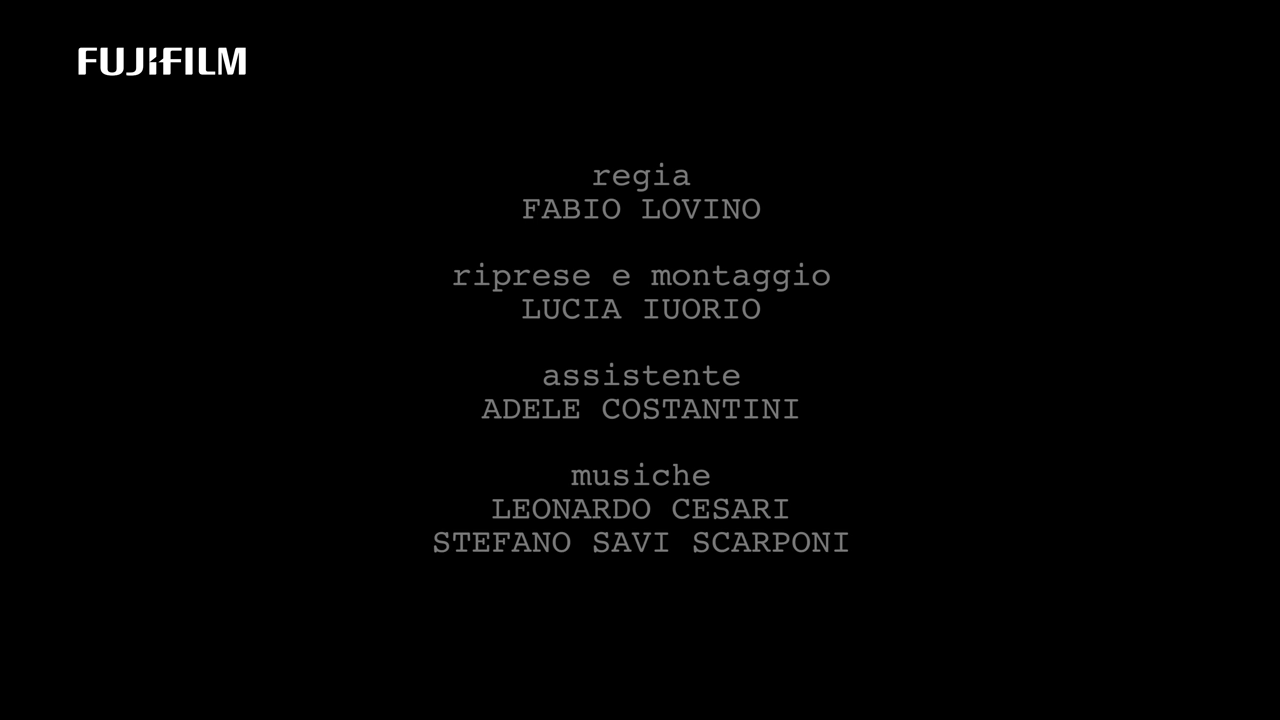 FUJIFILM
regia
FABIO LOVINO
riprese e montaggio
LUCIA IUORIO
assistente
ADELE COSTANTINI
musiche
LEONARDO CESARI
STEFANO SAVI SCARPONI